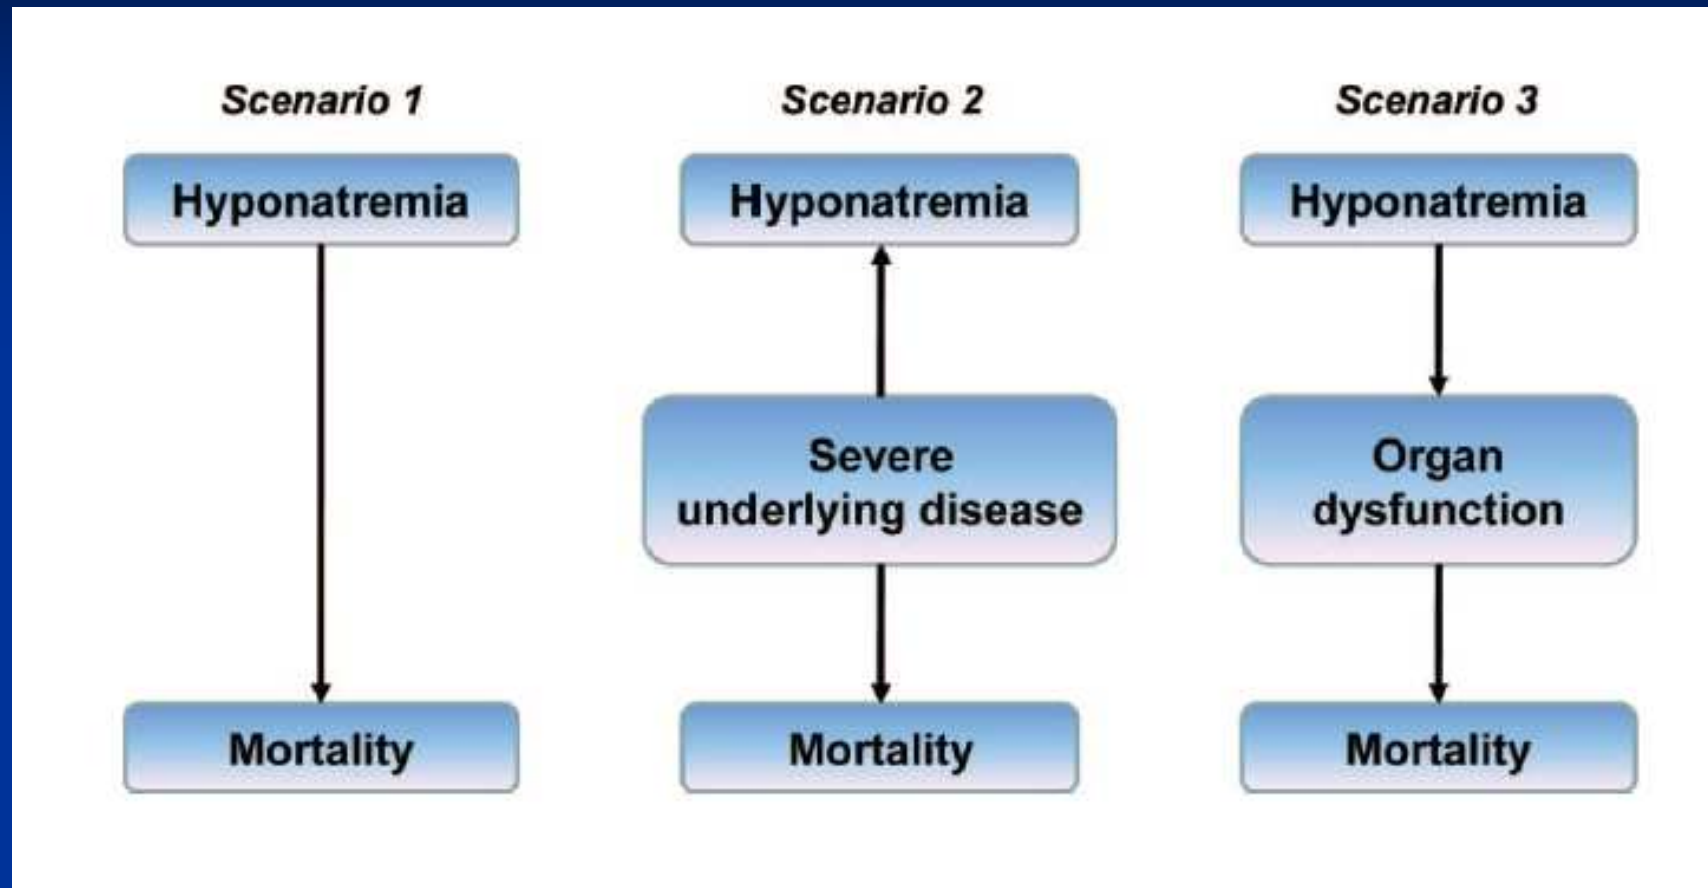 Scenario 1
Hyponatremia
Mortality
Scenario 2
Hyponatremia
Severe
underlying disease
Mortality
Scenario 3
Hyponatremia
Organ
dysfunction
Mortality